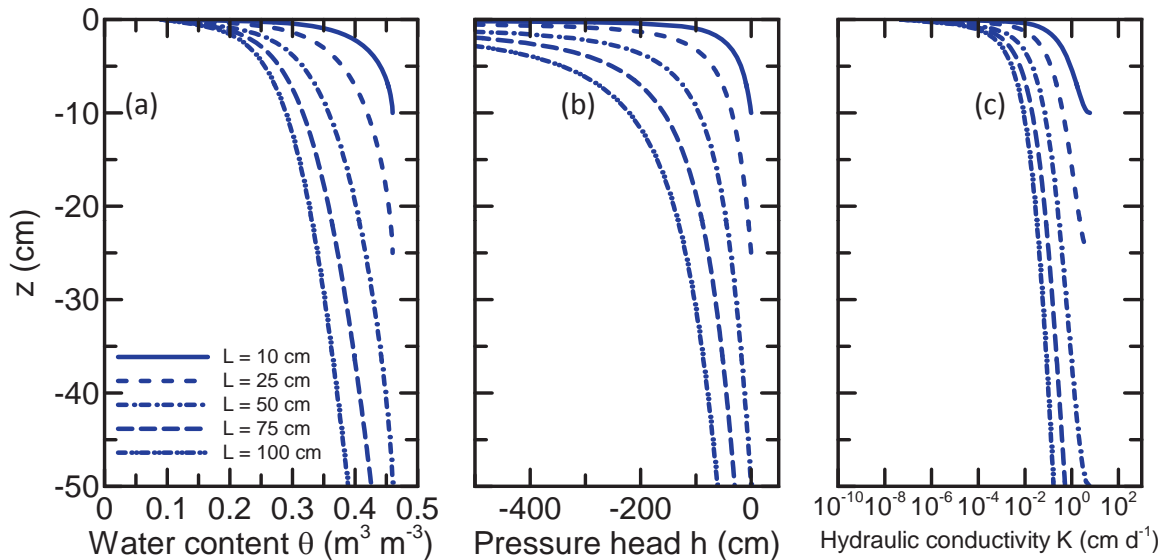 0
-10
-20
-30
-40
-50
z (cm)
(a)
(b)
(c)
L = 10 cm
L = 25 cm
L = 50 cm
L = 75 cm
L = 100 cm
0 0.1 0.2 0.3 0.4 0.5
-400 -200 0
10⁻¹⁰ 10⁻⁸ 10⁻⁶ 10⁻⁴ 10⁻² 10⁰ 10²
Water content θ (m³ m⁻³)
Pressure head h (cm)
Hydraulic conductivity K (cm d⁻¹)